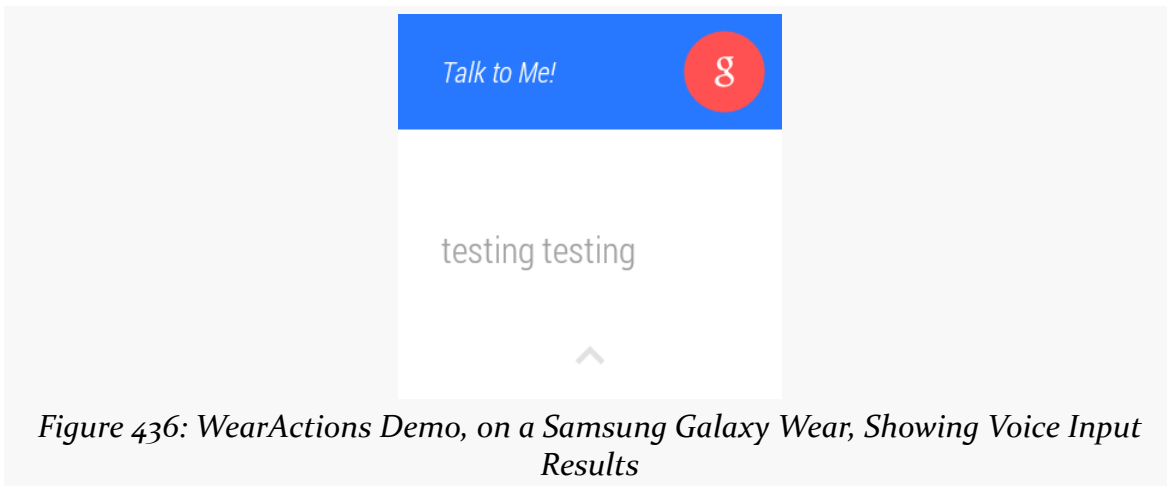 Talk to Me!
g
testing testing
Figure 436: WearActions Demo, on a Samsung Galaxy Wear, Showing Voice Input
Results